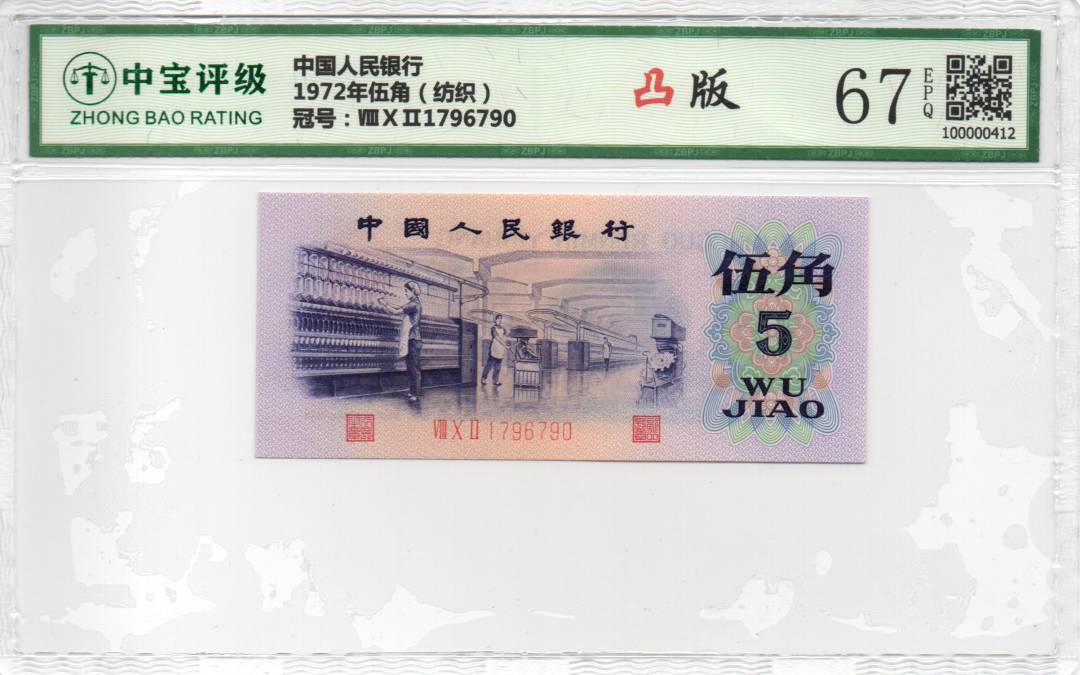 中宝评级
ZHONG BAO RATING
中国人民银行
1972年伍角（纺织）
冠号：ⅧⅩⅡ1796790
凸版
67
EPQ
100000412
中國人民銀行
伍角
5
WU
JIAO
ⅧⅩⅡ1796790